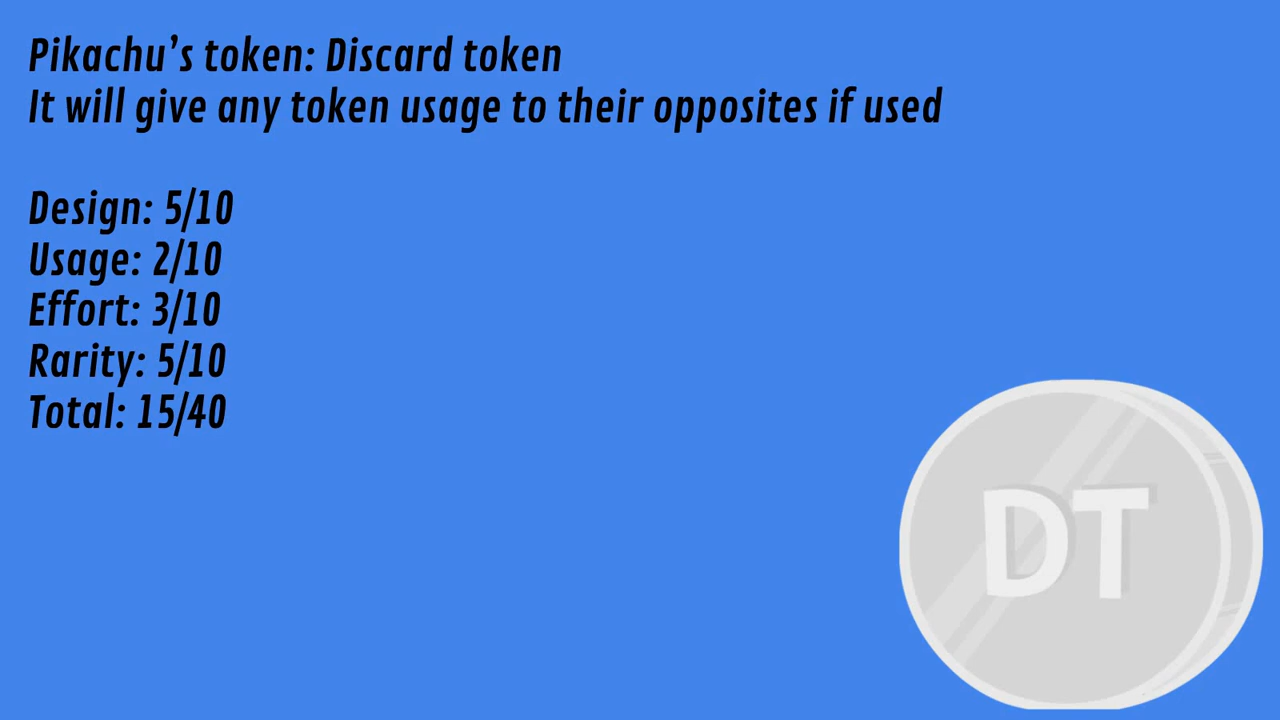 Pikachu’s token: Discard token
It will give any token usage to their opposites if used
Design: 5/10
Usage: 2/10
Effort: 3/10
Rarity: 5/10
Total: 15/40
DT